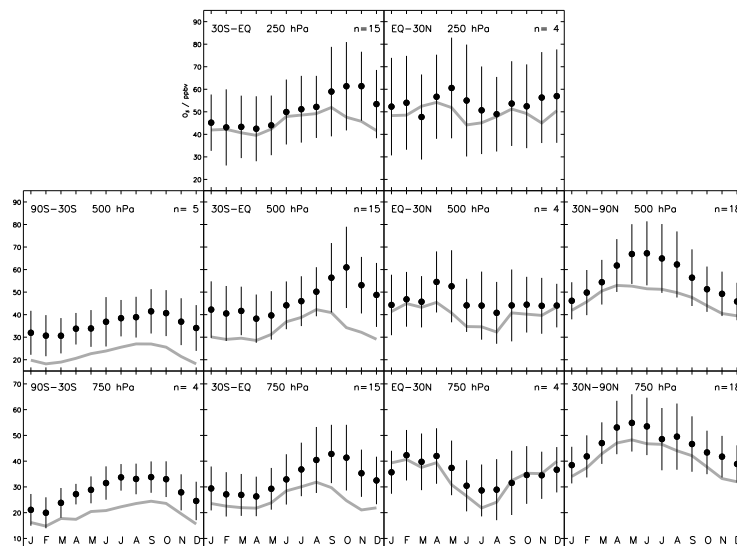 30S-EQ 250 hPa n=15
EQ-30N 250 hPa n= 4
O₃ / ppbv
90
80
70
60
50
40
30
20
90S-30S 500 hPa n= 5
30S-EQ 500 hPa n=15
EQ-30N 500 hPa n= 4
30N-90N 500 hPa n=18
90
80
70
60
50
40
30
20
90S-30S 750 hPa n= 4
30S-EQ 750 hPa n=15
EQ-30N 750 hPa n= 4
30N-90N 750 hPa n=18
70
60
50
40
30
20
10
J F M A M J J A S O N D
J F M A M J J A S O N D
J F M A M J J A S O N D
J F M A M J J A S O N D